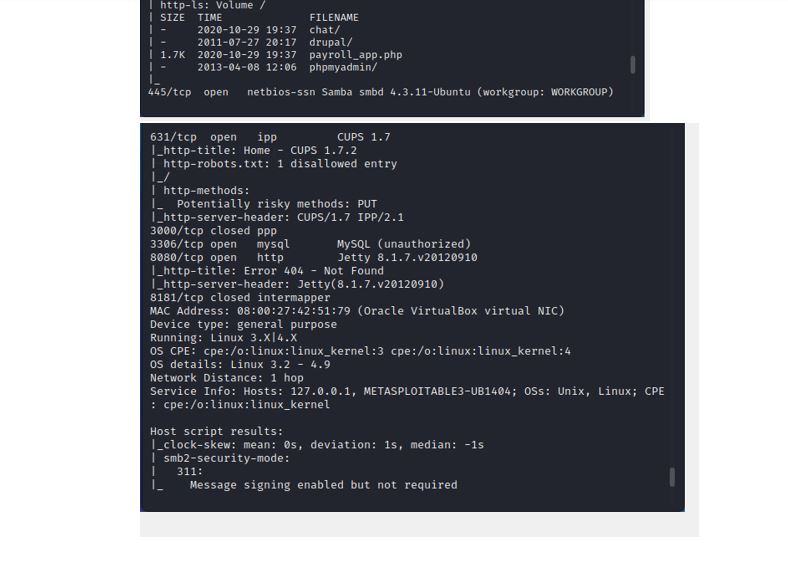 | http-ls: Volume /
| SIZE  TIME              FILENAME
| -     2020-10-29 19:37  chat/
| -     2011-07-27 20:17  drupal/
| 1.7K  2020-10-29 19:37  payroll_app.php
| -     2013-04-08 12:06  phpmyadmin/
|_
445/tcp  open   netbios-ssn Samba smbd 4.3.11-Ubuntu (workgroup: WORKGROUP)
631/tcp  open   ipp         CUPS 1.7
|_http-title: Home - CUPS 1.7.2
| http-robots.txt: 1 disallowed entry
|_/
| http-methods:
|_  Potentially risky methods: PUT
|_http-server-header: CUPS/1.7 IPP/2.1
3000/tcp closed ppp
3306/tcp open   mysql       MySQL (unauthorized)
8080/tcp open   http        Jetty 8.1.7.v20120910
|_http-title: Error 404 - Not Found
|_http-server-header: Jetty(8.1.7.v20120910)
8181/tcp closed intermapper
MAC Address: 08:00:27:42:51:79 (Oracle VirtualBox virtual NIC)
Device type: general purpose
Running: Linux 3.X|4.X
OS CPE: cpe:/o:linux:linux_kernel:3 cpe:/o:linux:linux_kernel:4
OS details: Linux 3.2 - 4.9
Network Distance: 1 hop
Service Info: Hosts: 127.0.0.1, METASPLOITABLE3-UB1404; OSs: Unix, Linux; CPE
: cpe:/o:linux:linux_kernel
Host script results:
|_clock-skew: mean: 0s, deviation: 1s, median: -1s
| smb2-security-mode:
|   311:
|_    Message signing enabled but not required